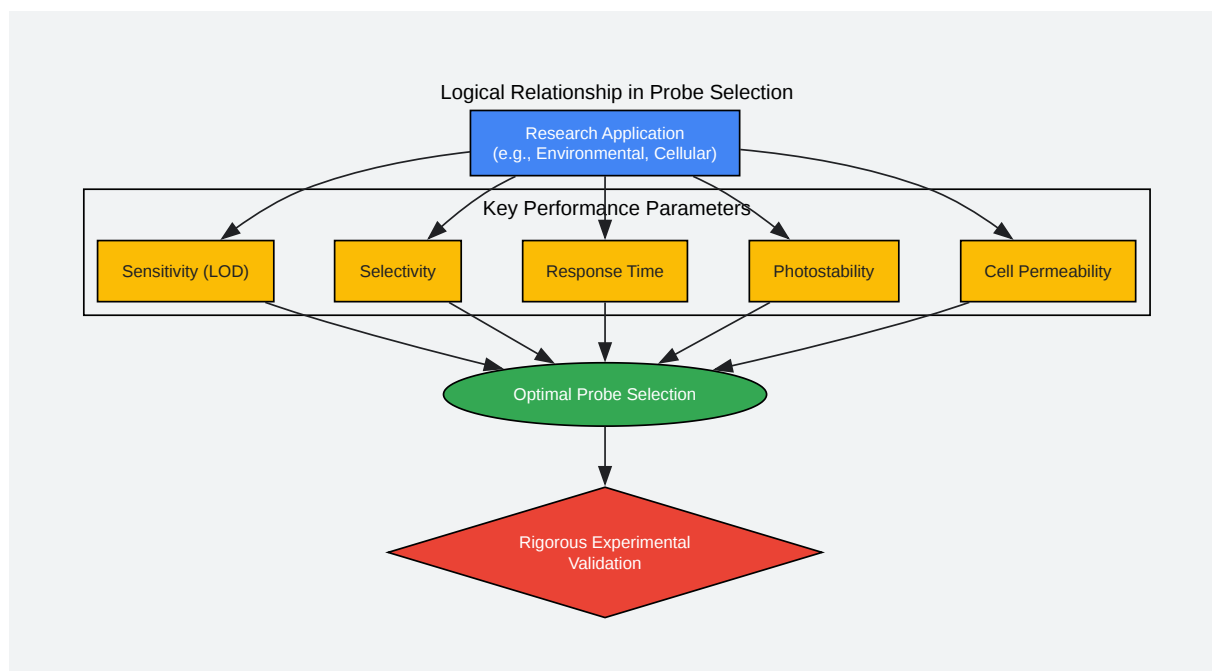 Logical Relationship in Probe Selection
Research Application
(e.g., Environmental, Cellular)
Key Performance Parameters
Sensitivity (LOD)
Selectivity
Response Time
Photostability
Cell Permeability
Optimal Probe Selection
Rigorous Experimental
Validation